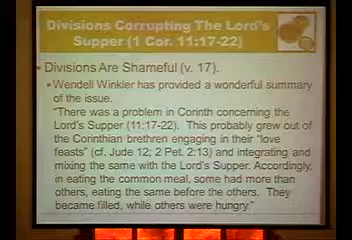 Divisions Corrupting The Lord's
Supper (1 Cor. 11:17-22)
• Divisions Are Shameful (v. 17).
• Wendell Winkler has provided a wonderful summary
of the issue.
"There was a problem in Corinth concerning the
Lord's Supper (11:17-22). This probably grew out of
the Corinthian brethren engaging in their "love
feasts" (cf. Jude 12; 2 Pet. 2:13) and integrating and
mixing the same with the Lord's Supper. Accordingly,
in eating the common meal, some had more than
others, eating the same before the others. They
became filled, while others were hungry."